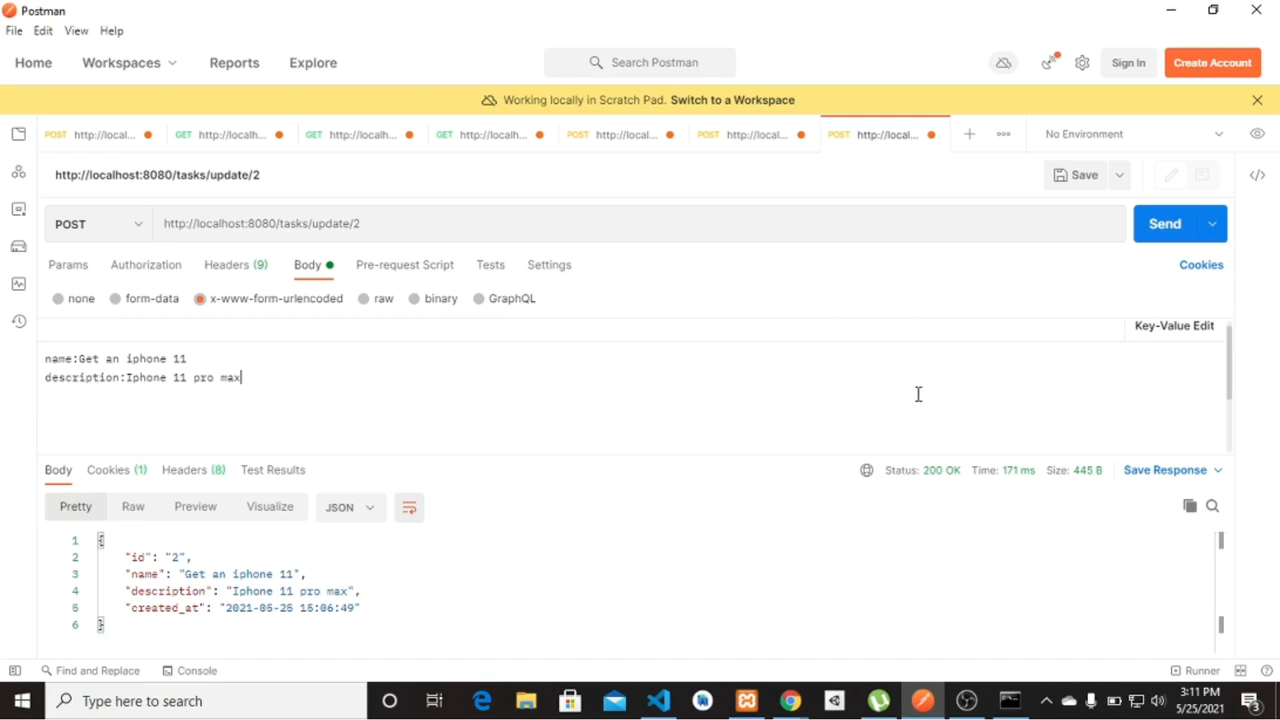 Postman
File Edit View Help
Home Workspaces Reports Explore Search Postman Sign In Create Account
Working locally in Scratch Pad. Switch to a Workspace
POST http://local... GET http://localh... GET http://localh... GET http://localh... POST http://local... POST http://local... POST http://local... No Environment
http://localhost:8080/tasks/update/2 Save
POST http://localhost:8080/tasks/update/2 Send
Params Authorization Headers (9) Body Pre-request Script Tests Settings Cookies
none form-data x-www-form-urlencoded raw binary GraphQL
Key-Value Edit
name:Get an iphone 11
description:Iphone 11 pro max
Body Cookies (1) Headers (8) Test Results Status: 200 OK Time: 171 ms Size: 445 B Save Response
Pretty Raw Preview Visualize JSON
1 {
2 "id": "2",
3 "name": "Get an iphone 11",
4 "description": "Iphone 11 pro max",
5 "created_at": "2021-05-25 15:06:49"
6 }
Find and Replace Console Runner
Type here to search
3:11 PM
5/25/2021
3